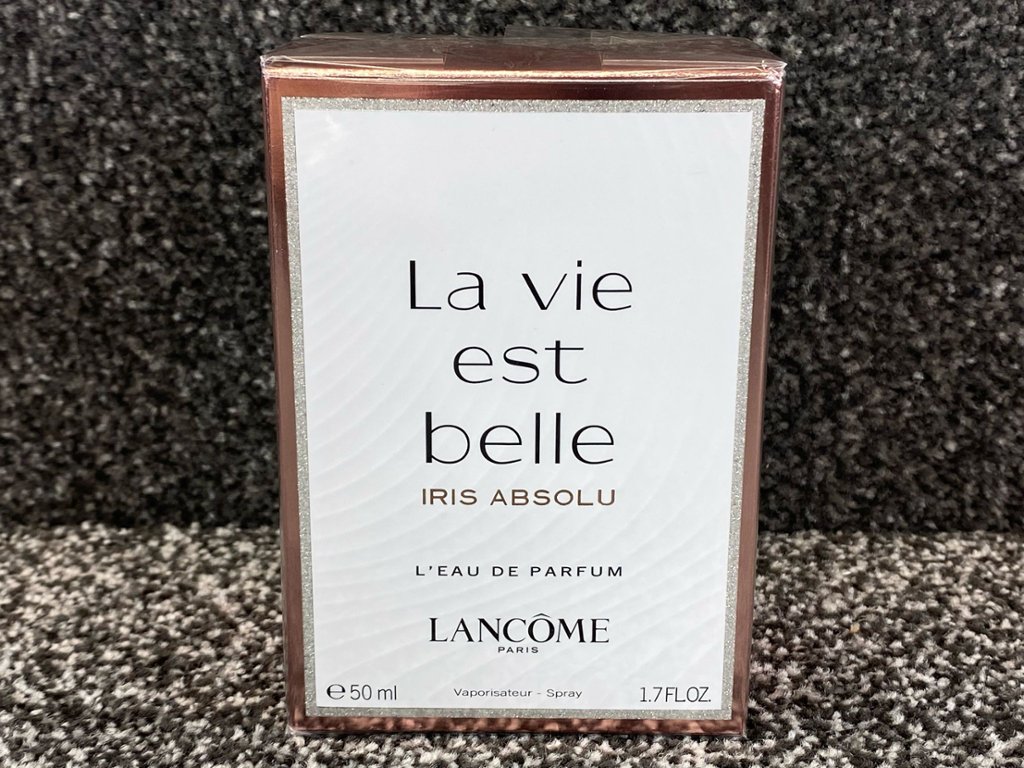 La vie
est
belle
IRIS ABSOLU
L'EAU DE PARFUM
LANCÔME
PARIS
℮50 ml Vaporisateur - Spray 1.7FL.OZ.